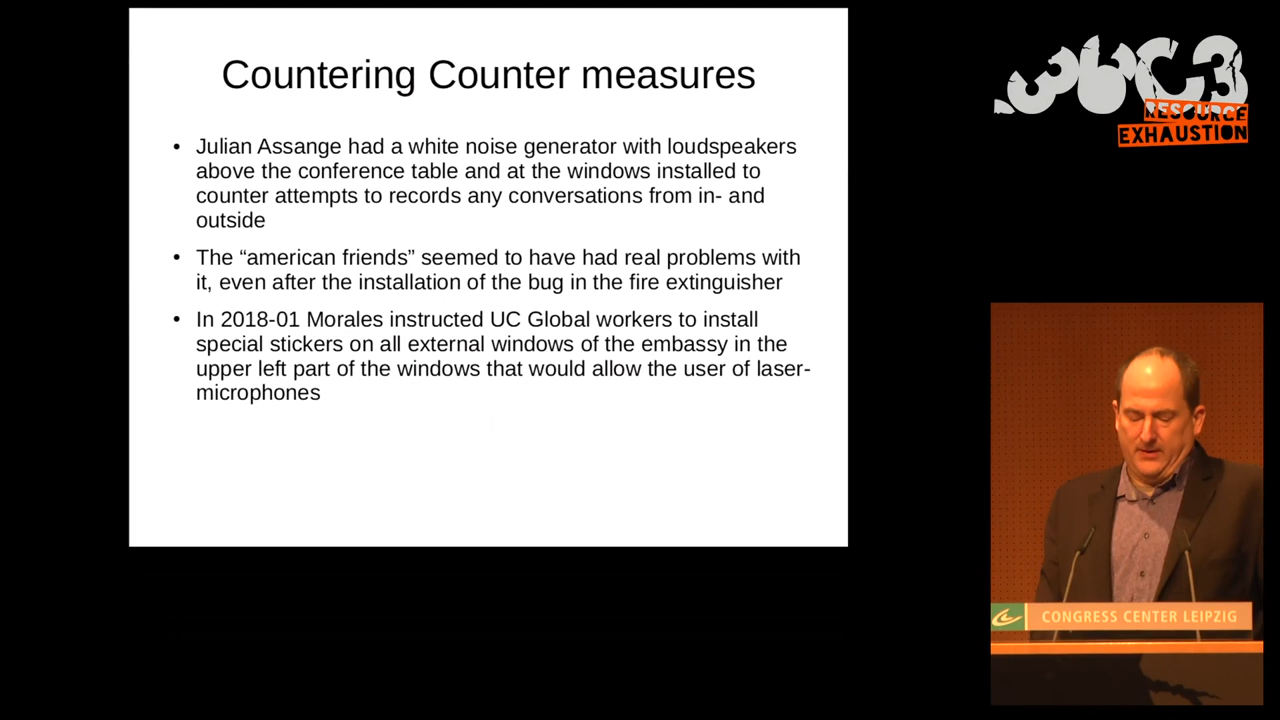 Countering Counter measures
• Julian Assange had a white noise generator with loudspeakers
above the conference table and at the windows installed to
counter attempts to records any conversations from in- and
outside
• The “american friends” seemed to have had real problems with
it, even after the installation of the bug in the fire extinguisher
• In 2018-01 Morales instructed UC Global workers to install
special stickers on all external windows of the embassy in the
upper left part of the windows that would allow the user of laser-
microphones
36C3
RESOURCE
EXHAUSTION
CONGRESS CENTER LEIPZIG